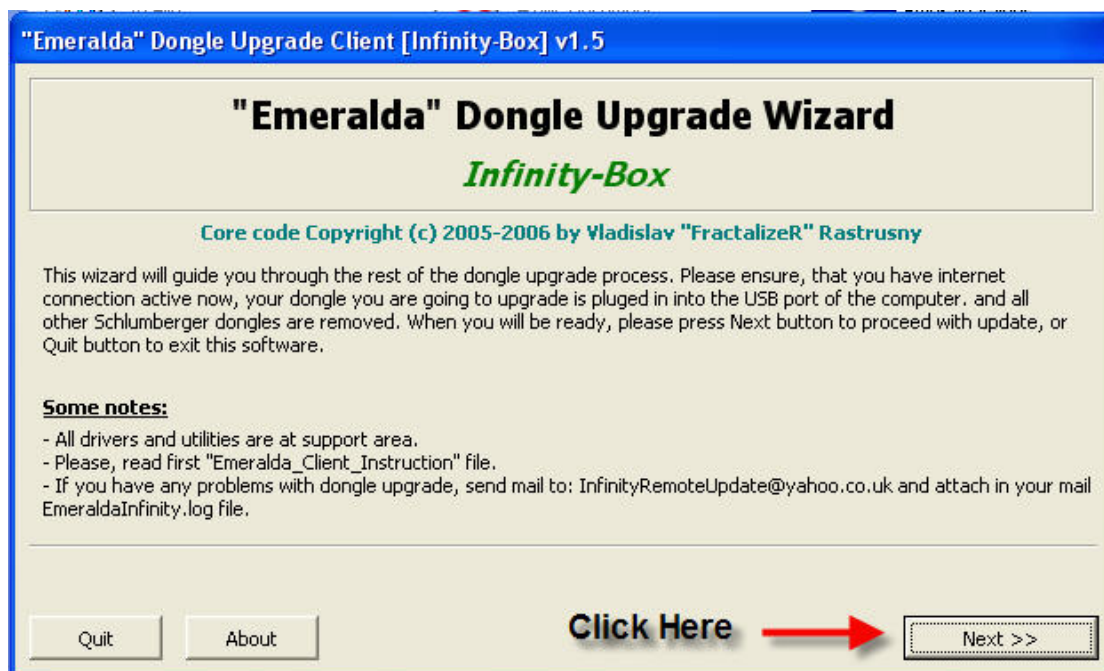 "Emeralda" Dongle Upgrade Client [Infinity-Box] v1.5
"Emeralda" Dongle Upgrade Wizard
Infinity-Box
Core code Copyright (c) 2005-2006 by Vladislav "FractalizeR" Rastrusny
This wizard will guide you through the rest of the dongle upgrade process. Please ensure, that you have internet
connection active now, your dongle you are going to upgrade is pluged in into the USB port of the computer. and all
other Schlumberger dongles are removed. When you will be ready, please press Next button to proceed with update, or
Quit button to exit this software.
Some notes:
- All drivers and utilities are at support area.
- Please, read first "Emeralda_Client_Instruction" file.
- If you have any problems with dongle upgrade, send mail to: InfinityRemoteUpdate@yahoo.co.uk and attach in your mail
EmeraldaInfinity.log file.
Quit
About
Click Here
Next >>